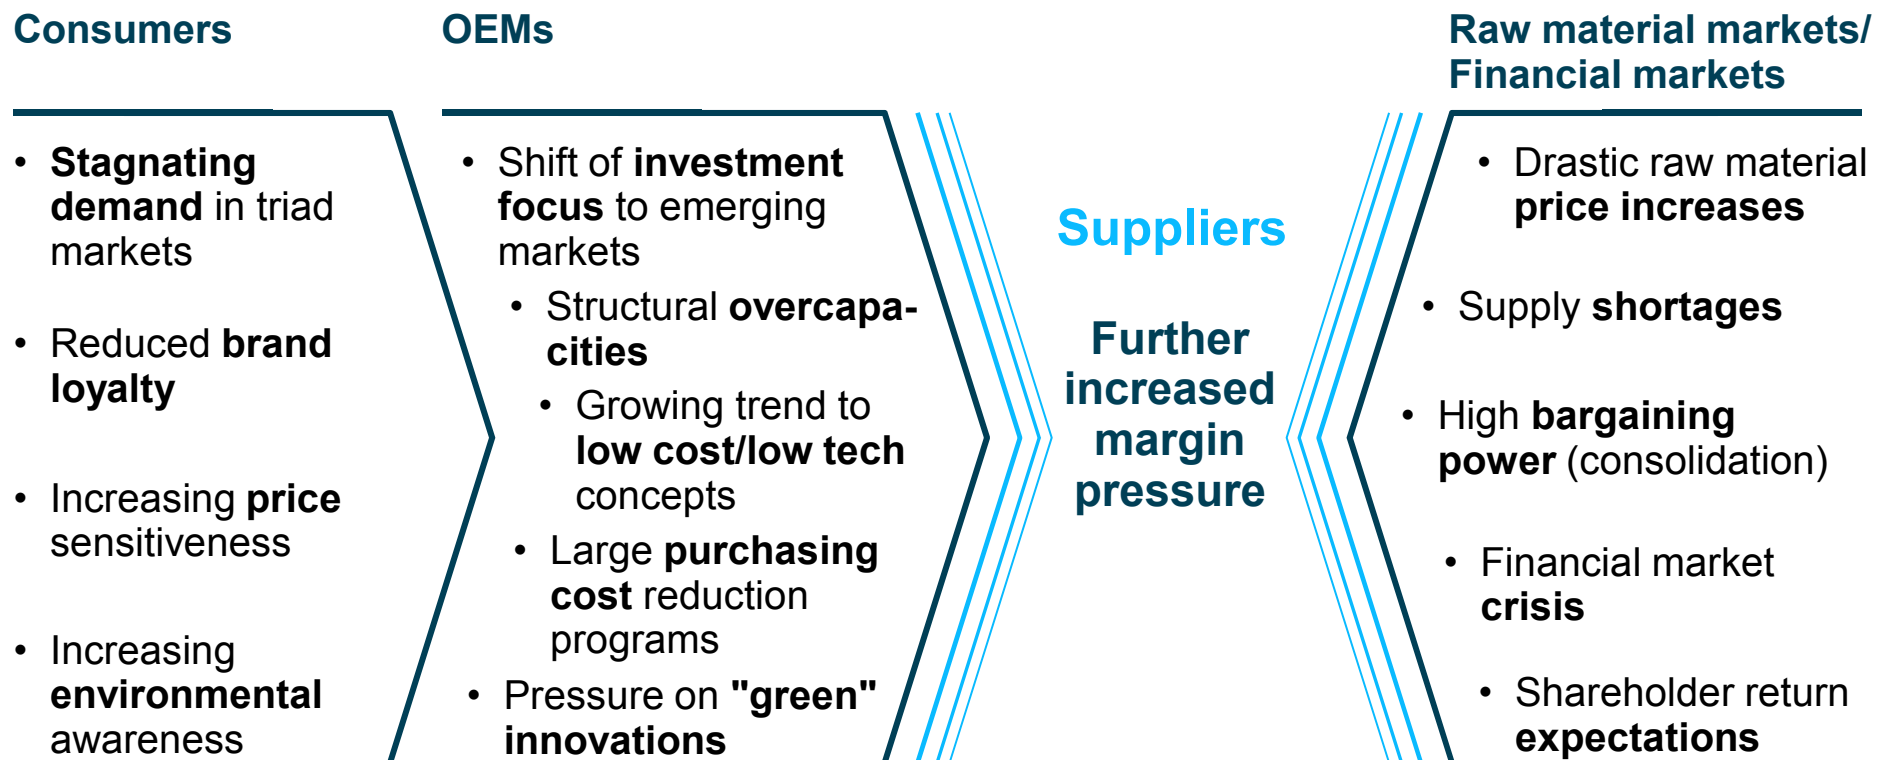 Consumers
• Stagnating
demand in triad
markets
• Reduced brand
loyalty
• Increasing price
sensitiveness
• Increasing
environmental
awareness
OEMs
• Shift of investment
focus to emerging
markets
• Structural overcapa-
cities
• Growing trend to
low cost/low tech
concepts
• Large purchasing
cost reduction
programs
• Pressure on "green"
innovations
Suppliers
Further
increased
margin
pressure
Raw material markets/
Financial markets
• Drastic raw material
price increases
• Supply shortages
• High bargaining
power (consolidation)
• Financial market
crisis
• Shareholder return
expectations